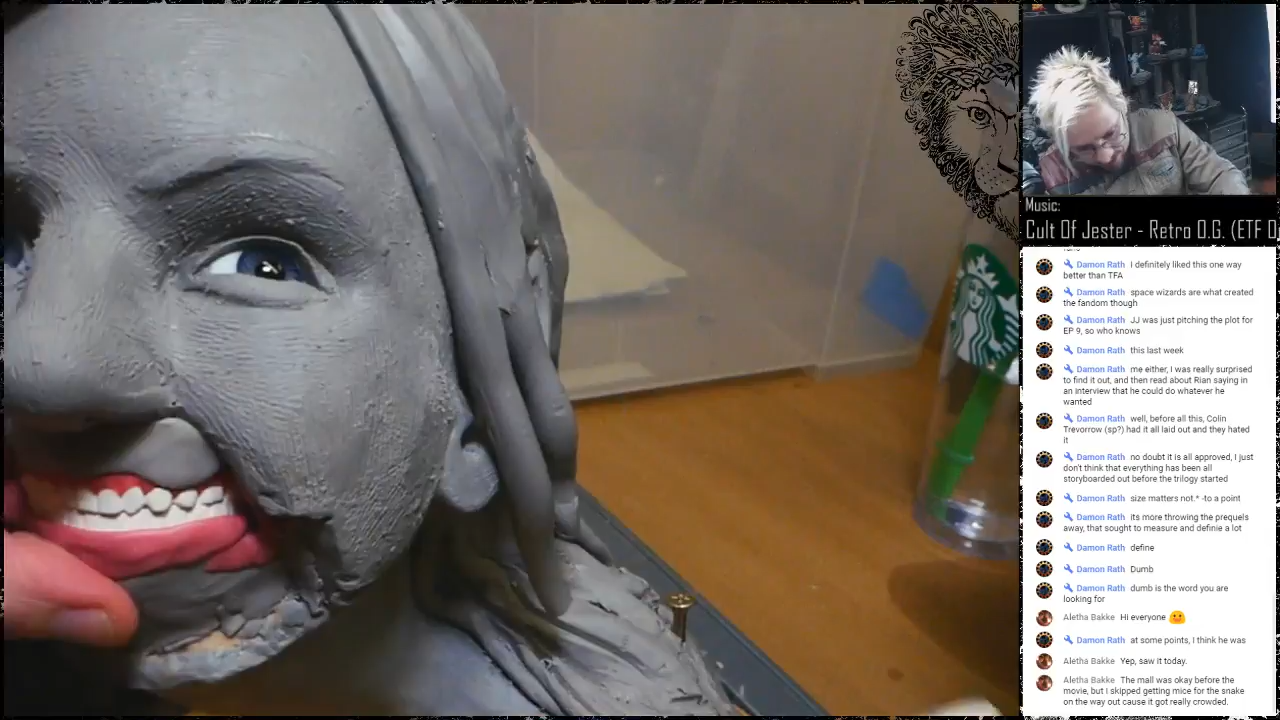 Music:
Cult Of Jester - Retro O.G. (ETF O
Damon Rath I definitely liked this one way
better than TFA
Damon Rath space wizards are what created
the fandom though
Damon Rath JJ was just pitching the plot for
EP 9, so who knows
Damon Rath this last week
Damon Rath me either, I was really surprised
to find it out, and then read about Rian saying in
an interview that he could do whatever he
wanted
Damon Rath well, before all this, Colin
Trevorrow (sp?) had it all laid out and they hated
it
Damon Rath no doubt it is all approved, I just
don't think that everything has been all
storyboarded out before the trilogy started
Damon Rath size matters not.* -to a point
Damon Rath its more throwing the prequels
away, that sought to measure and definie a lot
Damon Rath define
Damon Rath Dumb
Damon Rath dumb is the word you are
looking for
Aletha Bakke Hi everyone
Damon Rath at some points, I think he was
Aletha Bakke Yep, saw it today.
Aletha Bakke The mall was okay before the
movie, but I skipped getting mice for the snake
on the way out cause it got really crowded.